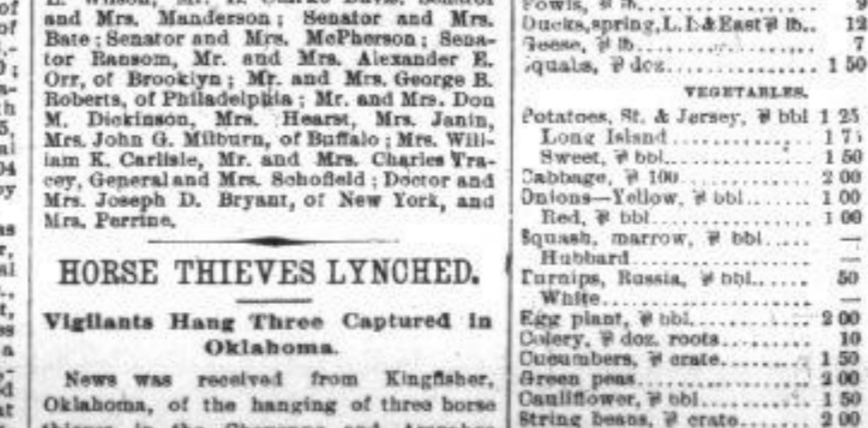 and Mrs. Manderson; Senator and Mrs.
Bate; Senator and Mrs. McPherson; Sena-
tor Ransom, Mr. and Mrs. Alexander E.
Orr, of Brooklyn; Mr. and Mrs. George B.
Roberts, of Philadelphia; Mr. and Mrs. Don
M. Dickinson, Mrs. Hearst, Mrs. Janin,
Mrs. John G. Milburn, of Buffalo; Mrs. Will-
iam K. Carlisle, Mr. and Mrs. Charles Tra-
cey, General and Mrs. Schofield; Doctor and
Mrs. Joseph D. Bryant, of New York, and
Mrs. Perrine.
HORSE THIEVES LYNCHED.
Vigilants Hang Three Captured in
Oklahoma.
News was received from Kingfisher,
Oklahoma, of the hanging of three horse
Fowls, ℔ lb
Ducks, spring, L. I. & East ₱ lb..
Geese, ₱ lb
Squabs, ₱ doz 1 50
VEGETABLES.
Potatoes, St. & Jersey, ₱ bbl 1 25
Long Island
Sweet, ₱ bbl 1 50
Cabbage, ₱ 100 2 00
Onions—Yellow, ₱ bbl 1 00
Red, ₱ bbl 1 00
Squash, marrow, ₱ bbl —
Hubbard —
Turnips, Russia, ₱ bbl 50
White —
Egg plant, ₱ bbl 2 00
Celery, ₱ doz. roots 10
Cucumbers, ₱ crate 1 50
Green peas 2 00
Cauliflower, ₱ bbl 1 50
String beans, ₱ crate 2 00